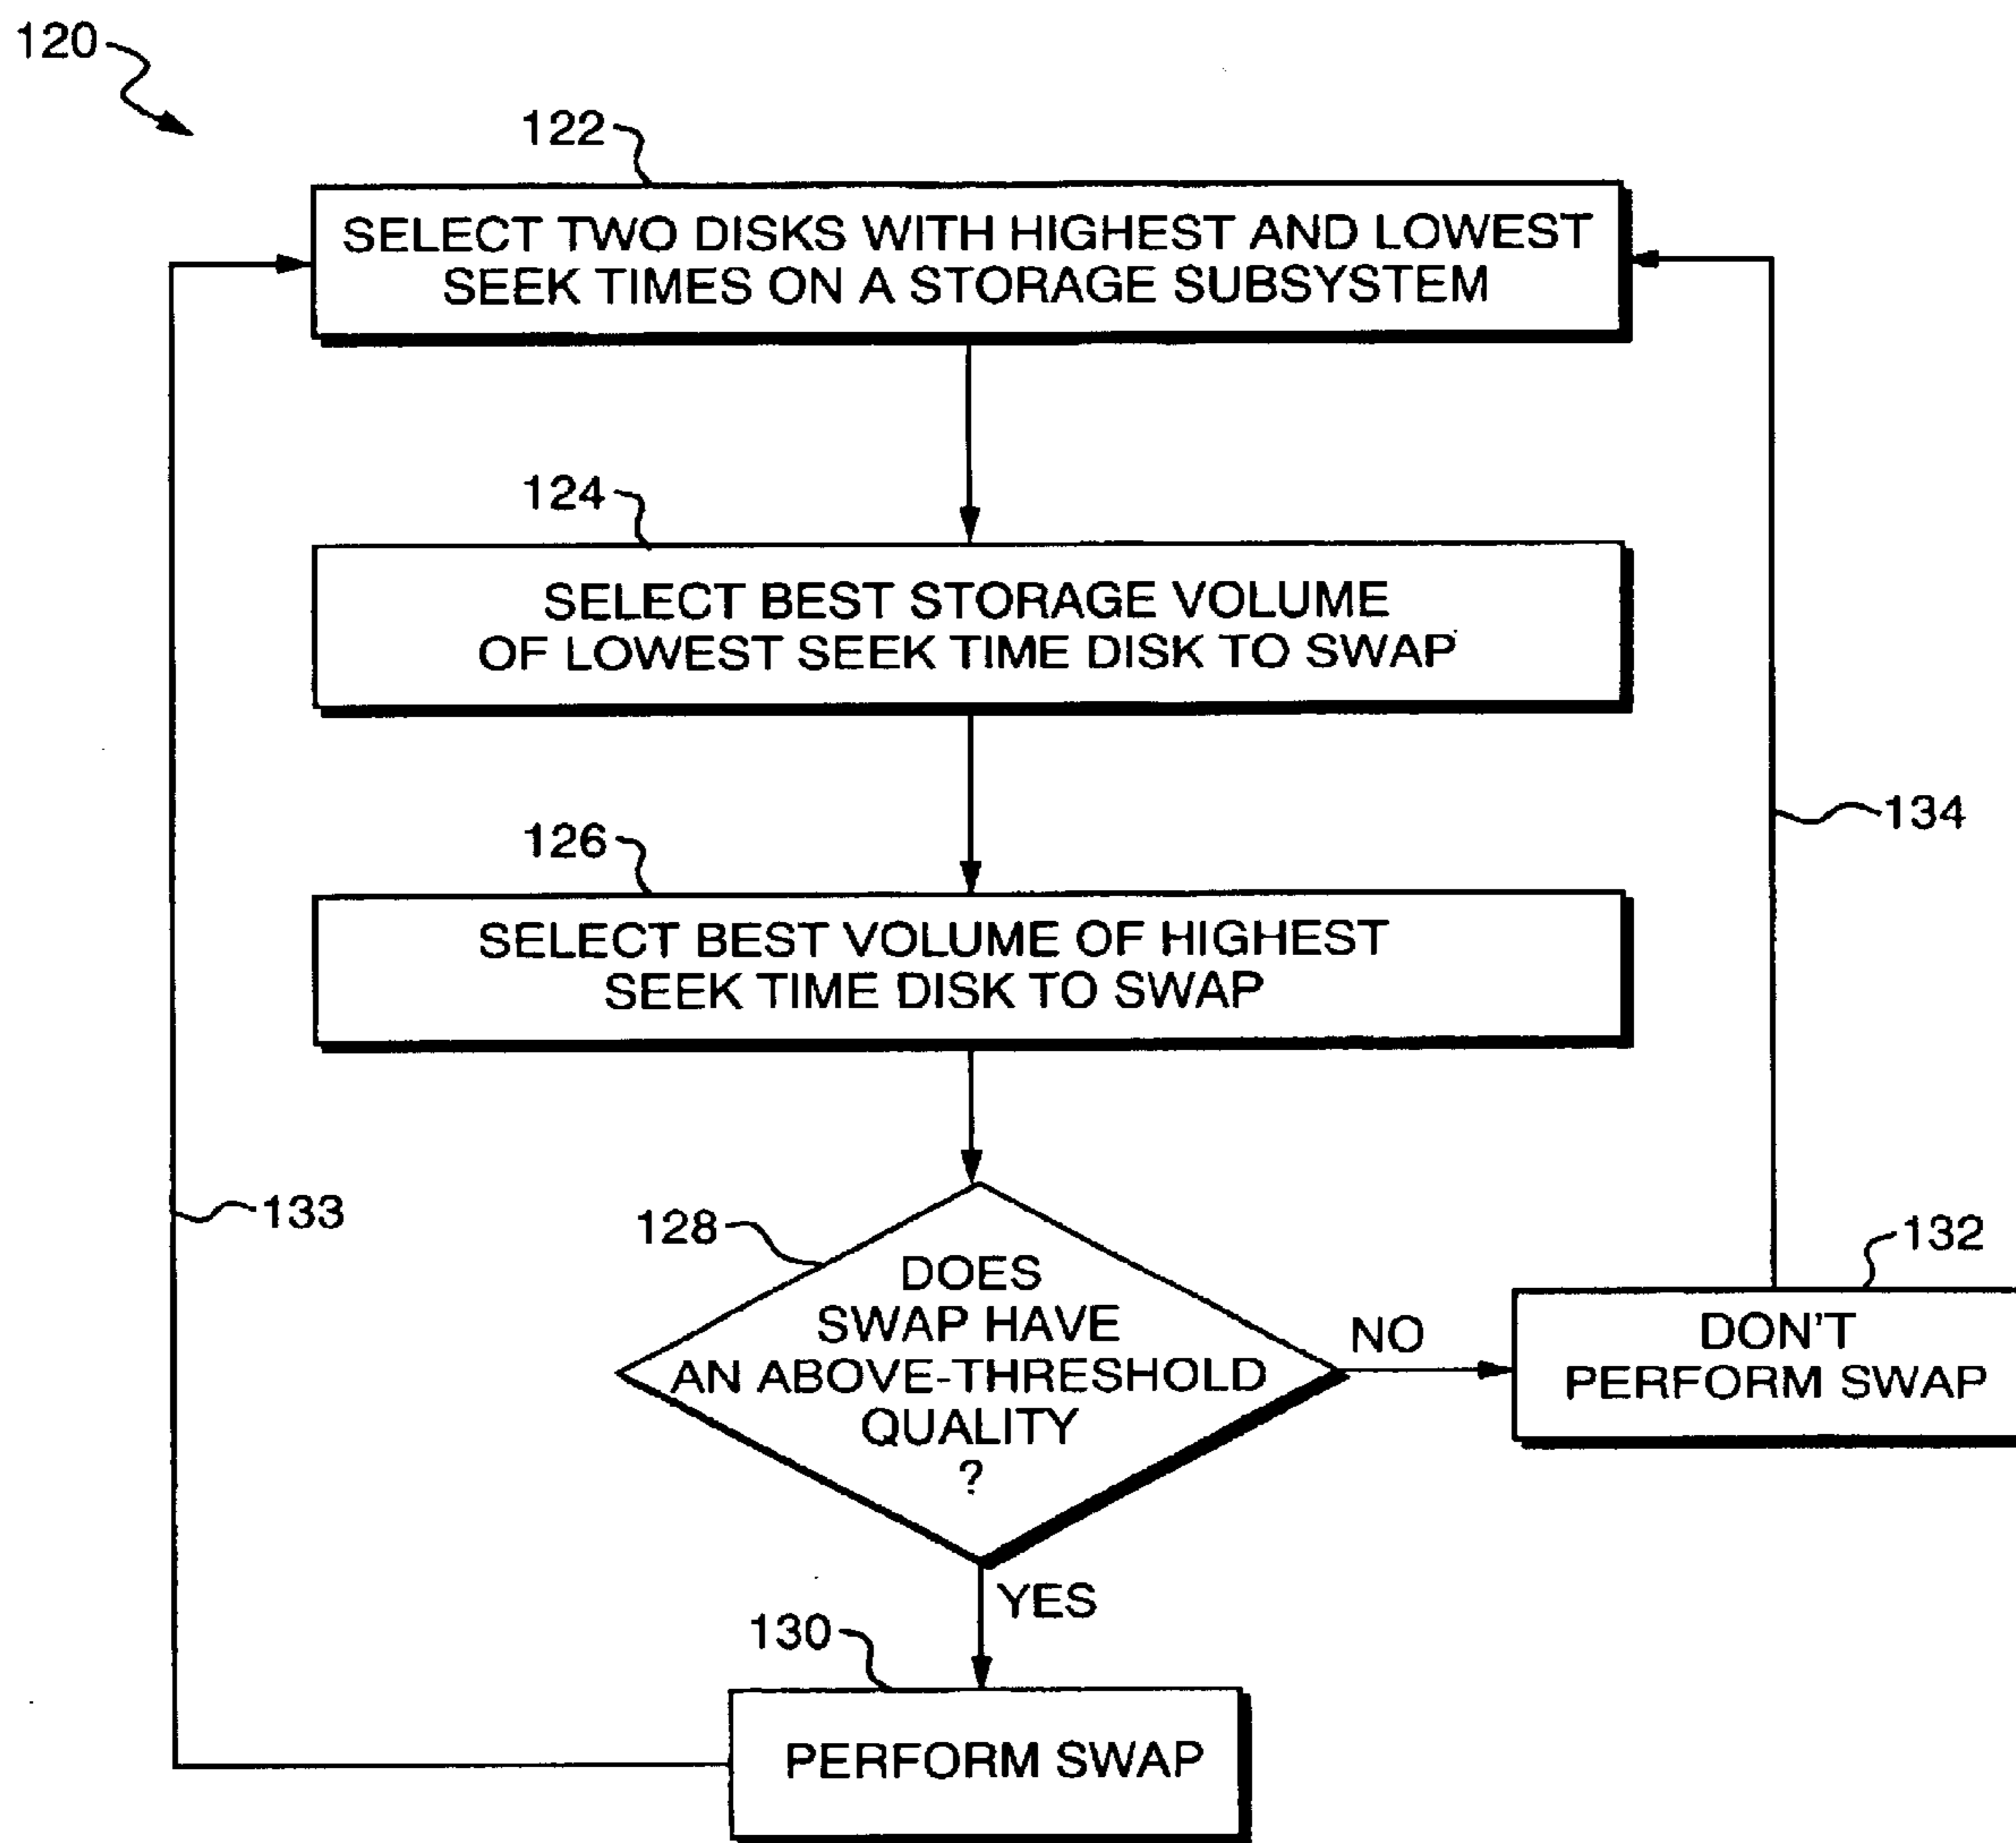 120
122
SELECT TWO DISKS WITH HIGHEST AND LOWEST
SEEK TIMES ON A STORAGE SUBSYSTEM
124
SELECT BEST STORAGE VOLUME
OF LOWEST SEEK TIME DISK TO SWAP
126
SELECT BEST VOLUME OF HIGHEST
SEEK TIME DISK TO SWAP
134
133
128
DOES
SWAP HAVE
AN ABOVE-THRESHOLD
QUALITY
?
NO
132
DON'T
PERFORM SWAP
YES
130
PERFORM SWAP